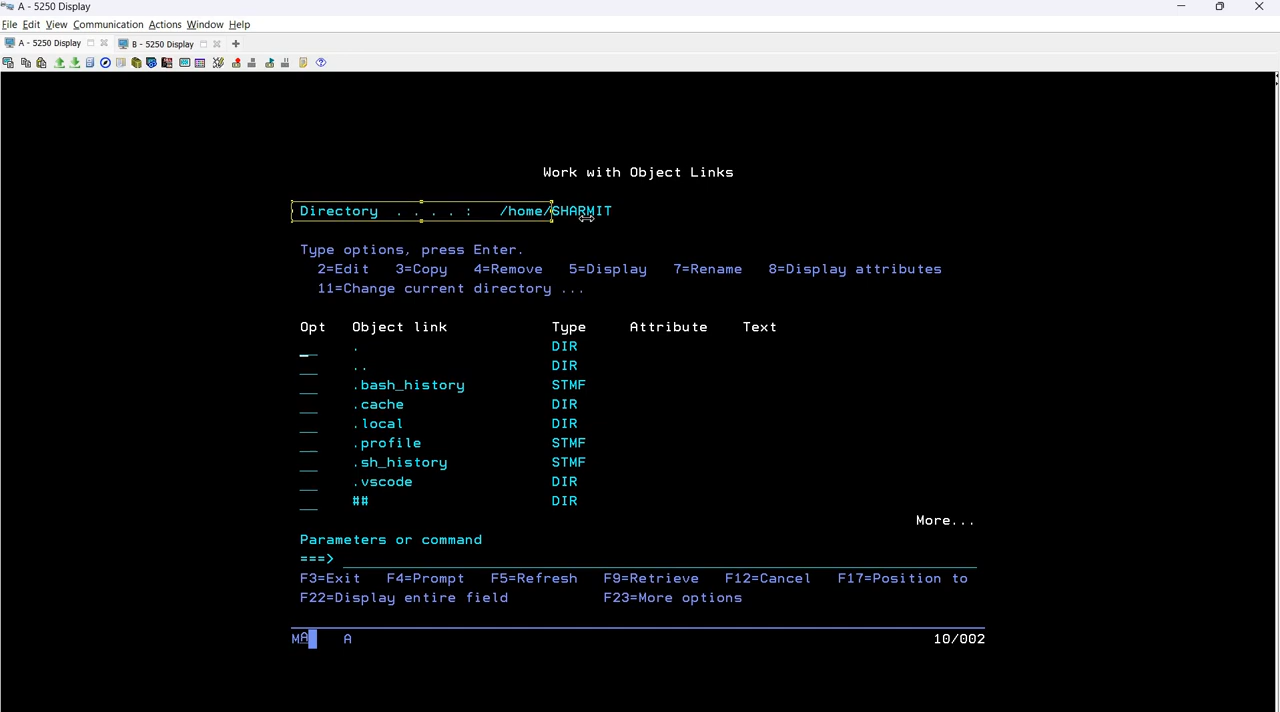 A - 5250 Display
File Edit View Communication Actions Window Help
A - 5250 Display B - 5250 Display
Work with Object Links
Directory . . . . : /home/SHARMIT
Type options, press Enter.
2=Edit 3=Copy 4=Remove 5=Display 7=Rename 8=Display attributes
11=Change current directory ...
Opt Object link Type Attribute Text
. DIR
.. DIR
.bash_history STMF
.cache DIR
.local DIR
.profile STMF
.sh_history STMF
.vscode DIR
## DIR
More...
Parameters or command
===>
F3=Exit F4=Prompt F5=Refresh F9=Retrieve F12=Cancel F17=Position to
F22=Display entire field F23=More options
MA A 10/002